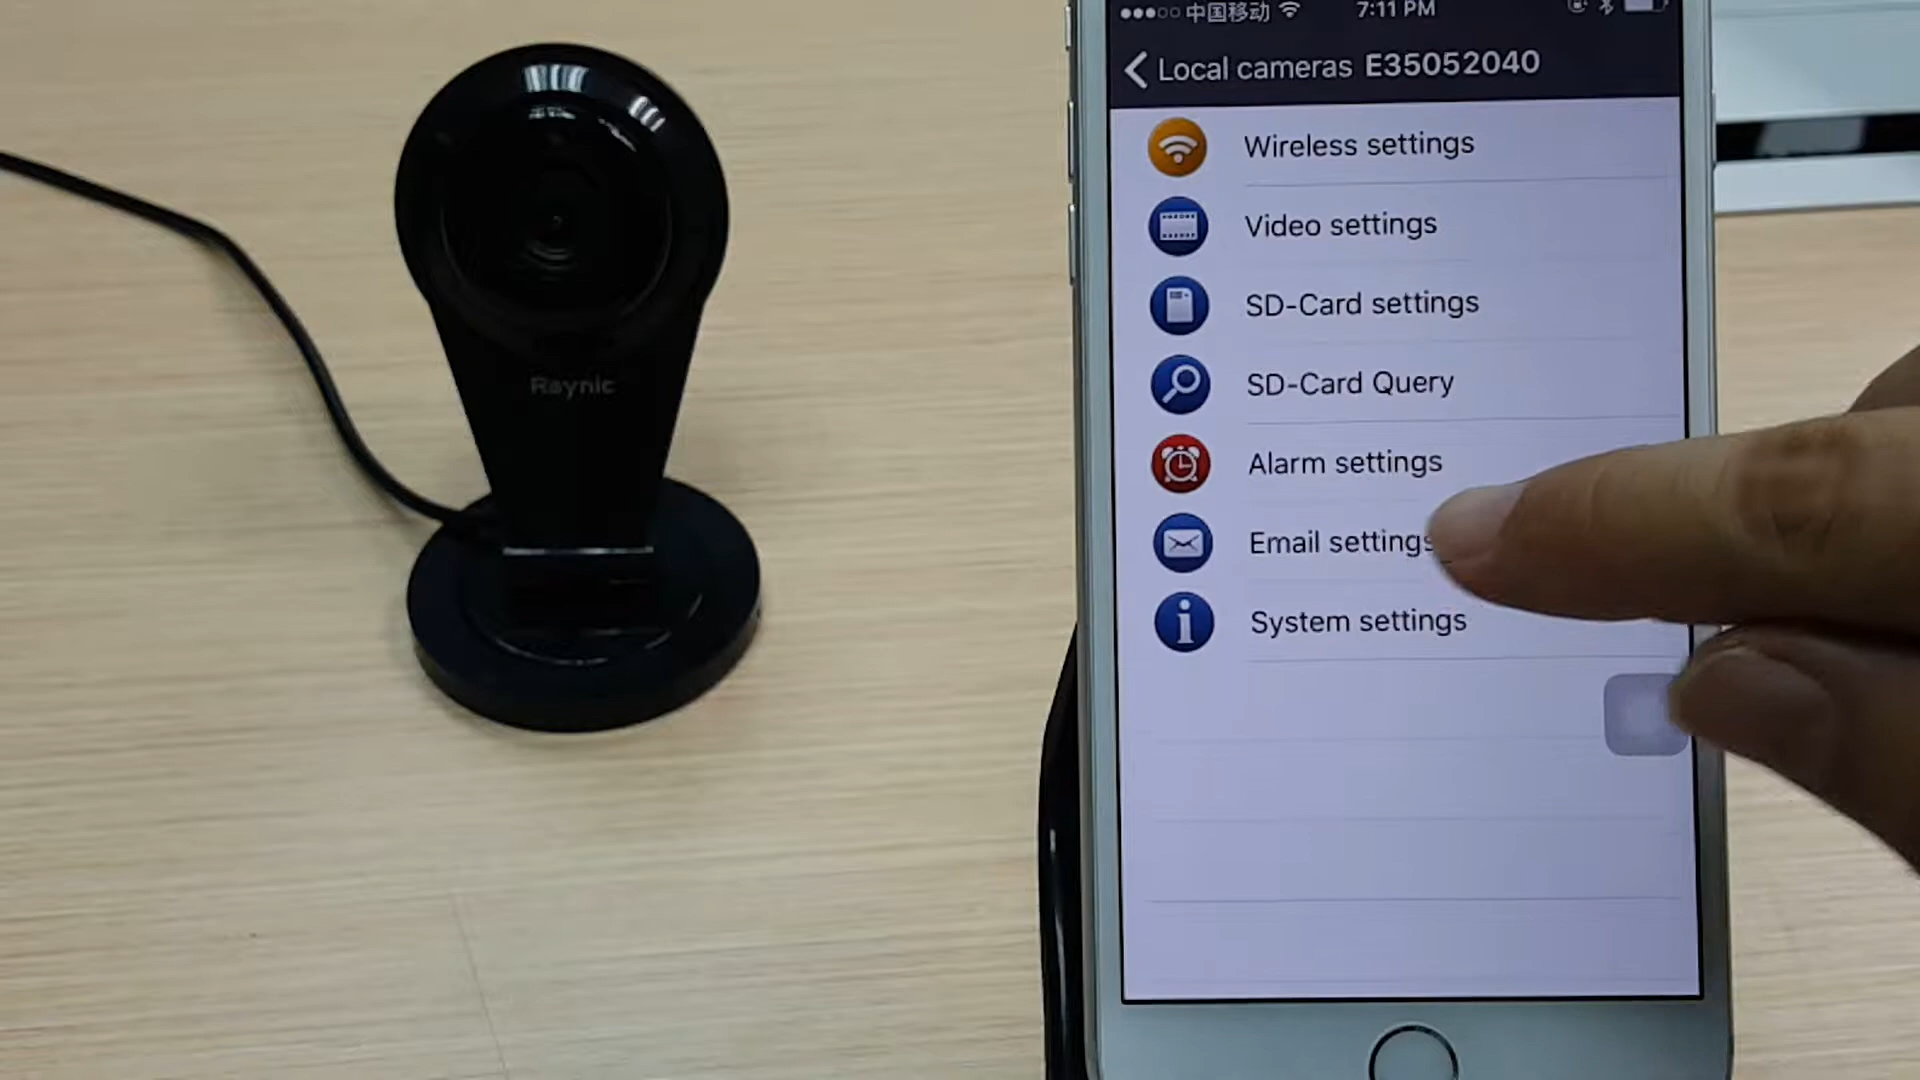 Raynic
中国移动 7:11 PM
Local cameras E35052040
Wireless settings
Video settings
SD-Card settings
SD-Card Query
Alarm settings
Email settings
System settings